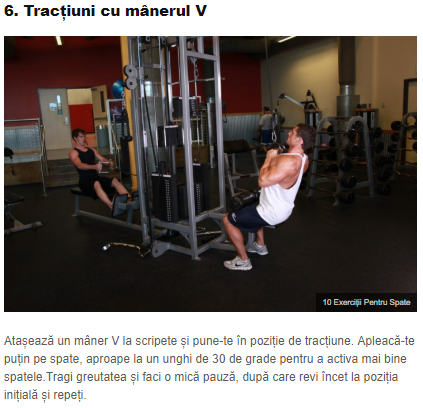 6. Tracțiuni cu mânerul V
10 Exerciții Pentru Spate
Atașează un mâner V la scripete și pune-te în poziție de tracțiune. Apleacă-te
puțin pe spate, aproape la un unghi de 30 de grade pentru a activa mai bine
spatele.Tragi greutatea și faci o mică pauză, după care revi încet la poziția
inițială și repeți.